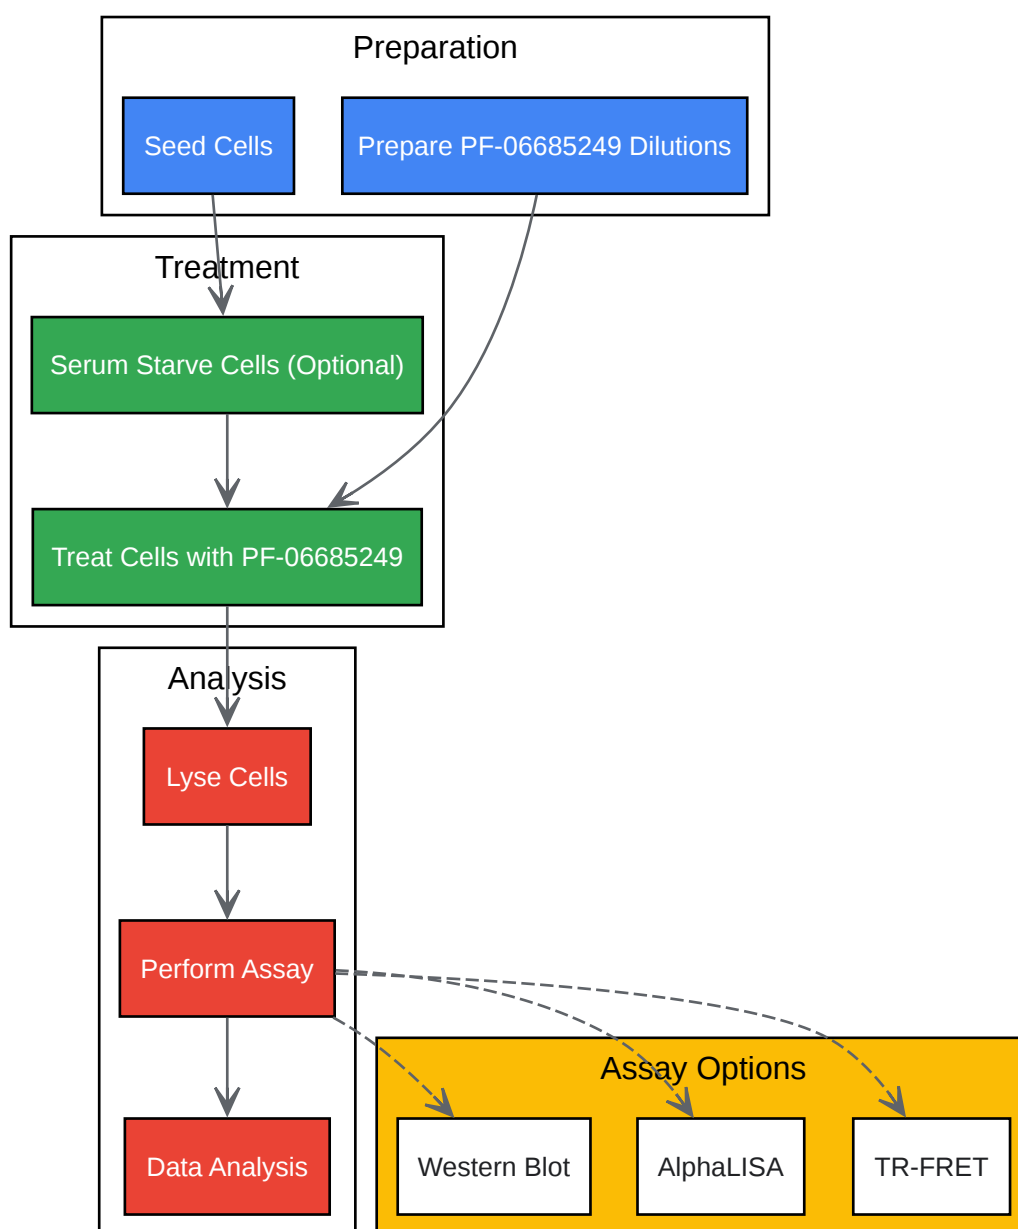 Preparation
Seed Cells
Prepare PF-06685249 Dilutions
Treatment
Serum Starve Cells (Optional)
Treat Cells with PF-06685249
Analysis
Lyse Cells
Perform Assay
Data Analysis
Assay Options
Western Blot
AlphaLISA
TR-FRET